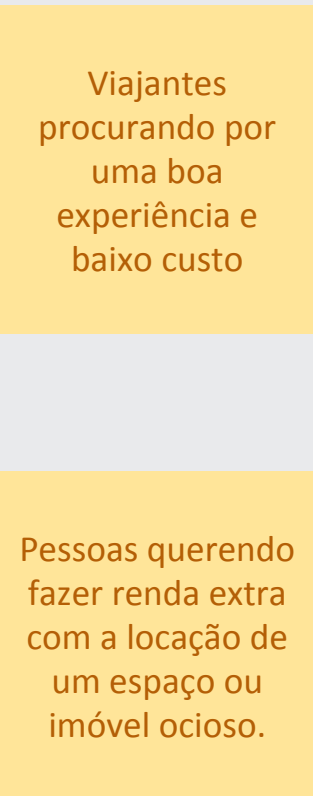 Viajantes
procurando por
uma boa
experiência e
baixo custo
Pessoas querendo
fazer renda extra
com a locação de
um espaço ou
imóvel ocioso.